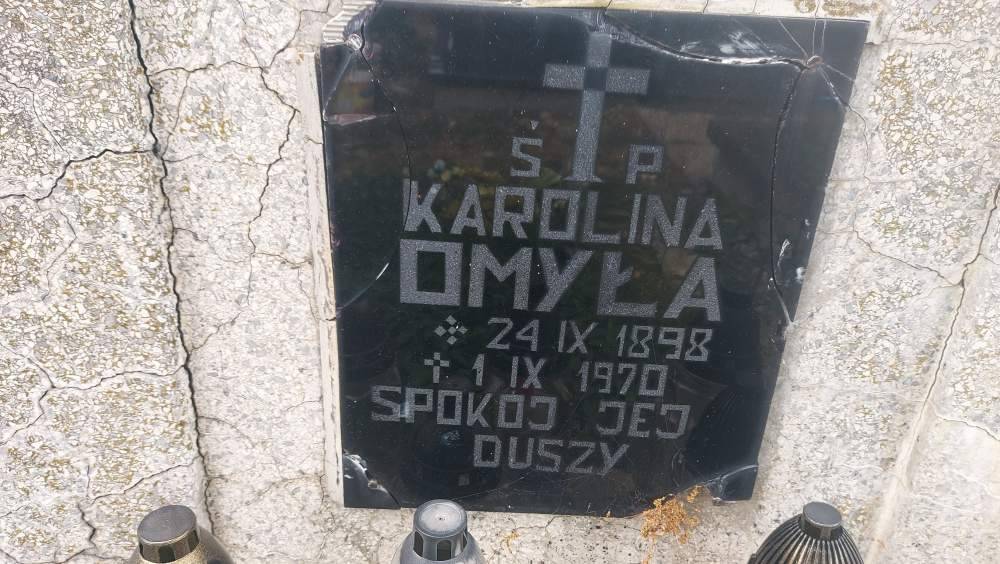 Ś P
KAROLINA
OMYŁA
24 IX 1898
1 IX 1970
SPOKÓJ JEJ
DUSZY